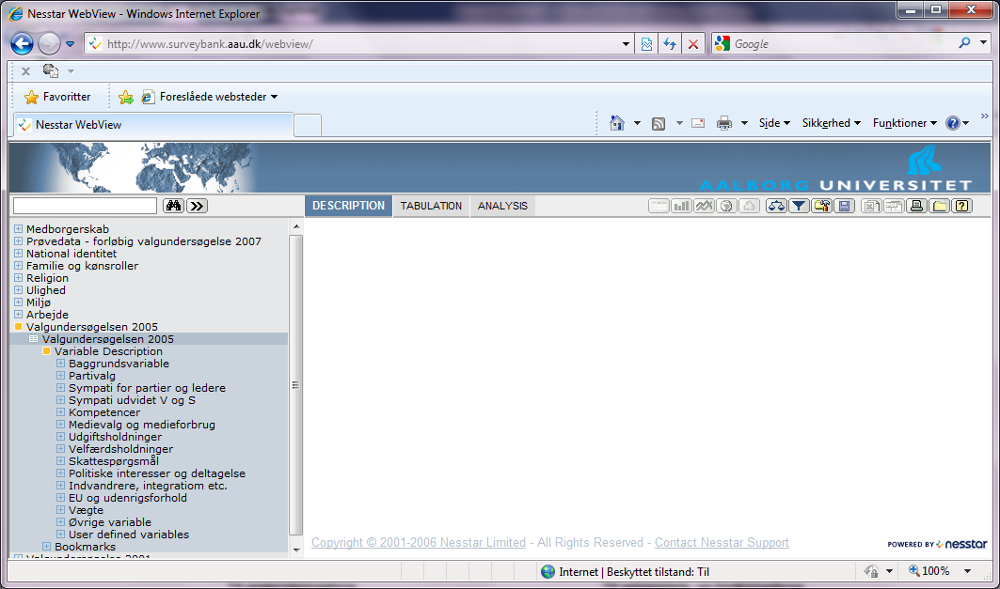 Nesstar WebView - Windows Internet Explorer
http://www.surveybank.aau.dk/webview/
Google
Favoritter
Foreslåede websteder
Nesstar WebView
Side
Sikkerhed
Funktioner
AALBORG UNIVERSITET
DESCRIPTION
TABULATION
ANALYSIS
Medborgerskab
Prøvedata - forløbig valgundersøgelse 2007
National identitet
Familie og kønsroller
Religion
Ulighed
Miljø
Arbejde
Valgundersøgelsen 2005
Valgundersøgelsen 2005
Variable Description
Baggrundsvariable
Partivalg
Sympati for partier og ledere
Sympati udvidet V og S
Kompetencer
Medievalg og medieforbrug
Udgiftsholdninger
Velfærdsholdninger
Skattespørgsmål
Politiske interesser og deltagelse
Indvandrere, integratiom etc.
EU og udenrigsforhold
Vægte
Øvrige variable
User defined variables
Bookmarks
Copyright © 2001-2006 Nesstar Limited - All Rights Reserved - Contact Nesstar Support
POWERED BY nesstar
Internet | Beskyttet tilstand: Til
100%